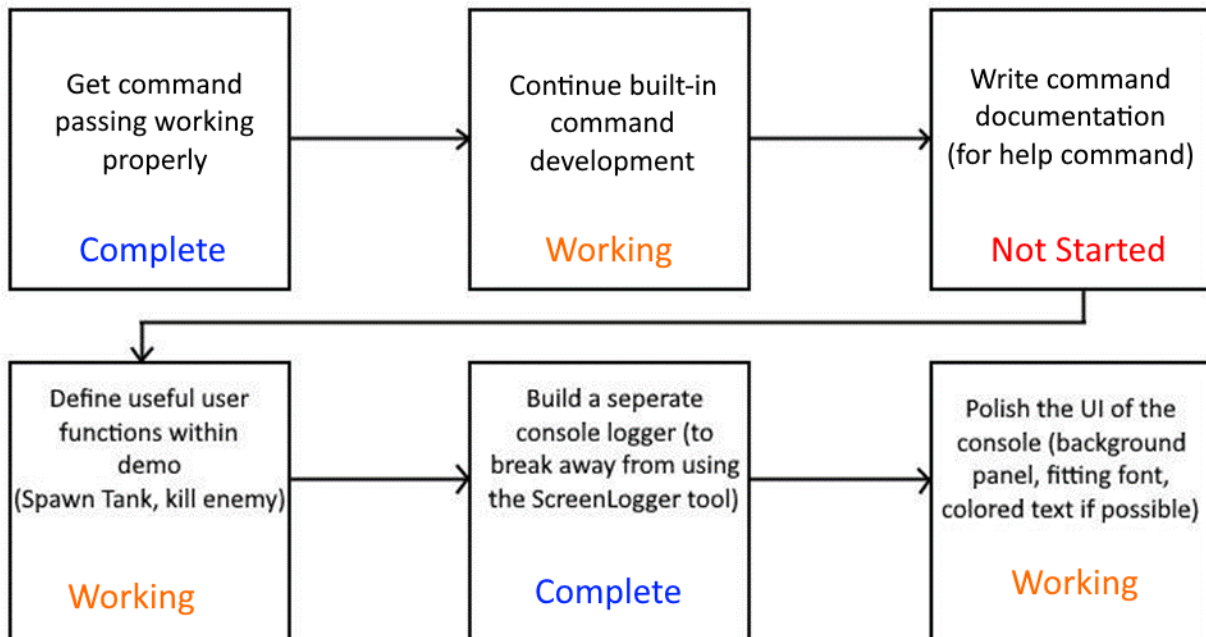 Get command
passing working
properly
Complete
Continue built-in
command
development
Working
Write command
documentation
(for help command)
Not Started
Define useful user
functions within
demo
(Spawn Tank, kill enemy)
Working
Build a seperate
console logger (to
break away from using
the ScreenLogger tool)
Complete
Polish the UI of the
console (background
panel, fitting font,
colored text if possible)
Working